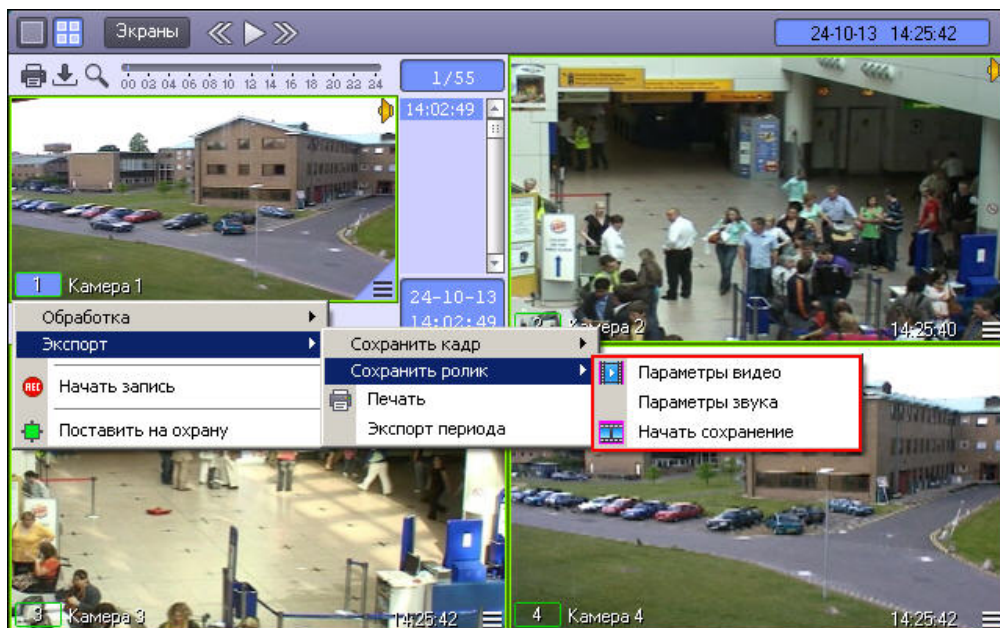 Экраны
24-10-13 14:25:42
00 02 04 06 08 10 12 14 16 18 20 22 24
1/55
14:02:49
1 Камера 1
24-10-13
14:02:49
2 Камера 2
14:25:40
Обработка
Экспорт
Начать запись
REC
Поставить на охрану
Сохранить кадр
Сохранить ролик
Печать
Экспорт периода
Параметры видео
Параметры звука
Начать сохранение
3 Камера 3
14:25:42
4 Камера 4
14:25:42